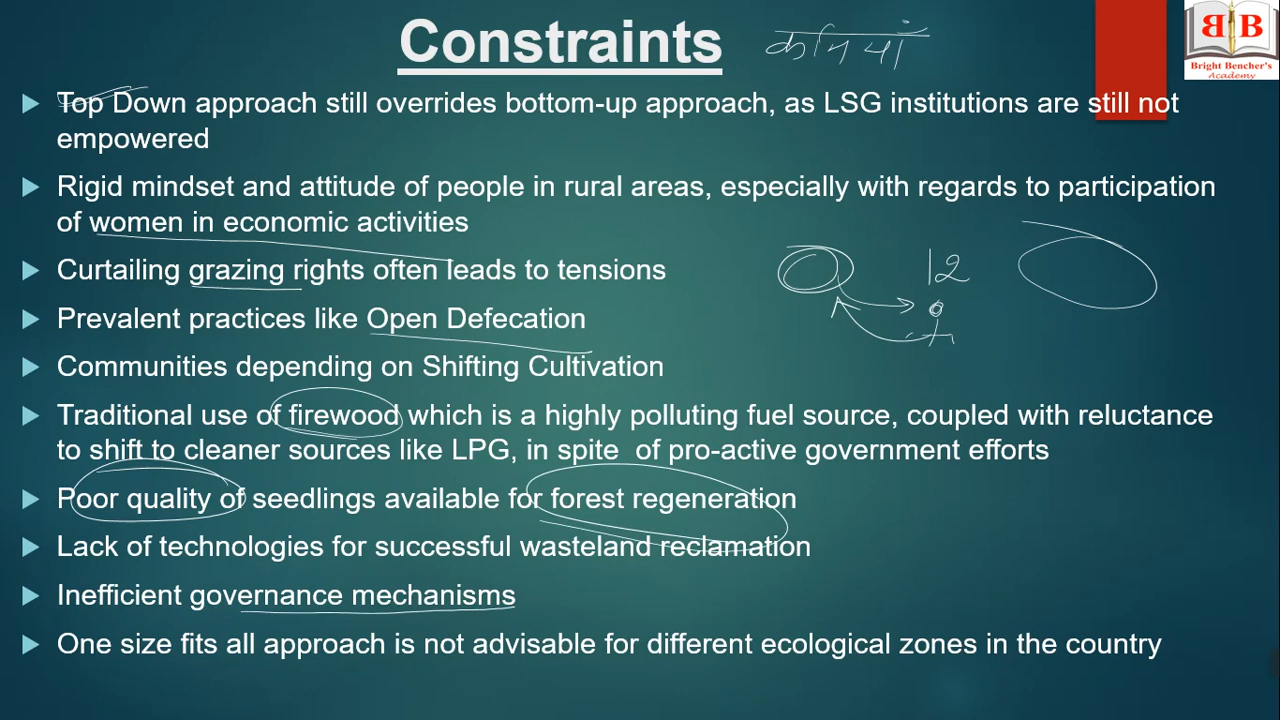 Constraints
कमियां
BB
Bright Bencher's
Academy
Top Down approach still overrides bottom-up approach, as LSG institutions are still not
empowered
Rigid mindset and attitude of people in rural areas, especially with regards to participation
of women in economic activities
Curtailing grazing rights often leads to tensions
12
Prevalent practices like Open Defecation
Communities depending on Shifting Cultivation
Traditional use of firewood which is a highly polluting fuel source, coupled with reluctance
to shift to cleaner sources like LPG, in spite of pro-active government efforts
Poor quality of seedlings available for forest regeneration
Lack of technologies for successful wasteland reclamation
Inefficient governance mechanisms
One size fits all approach is not advisable for different ecological zones in the country